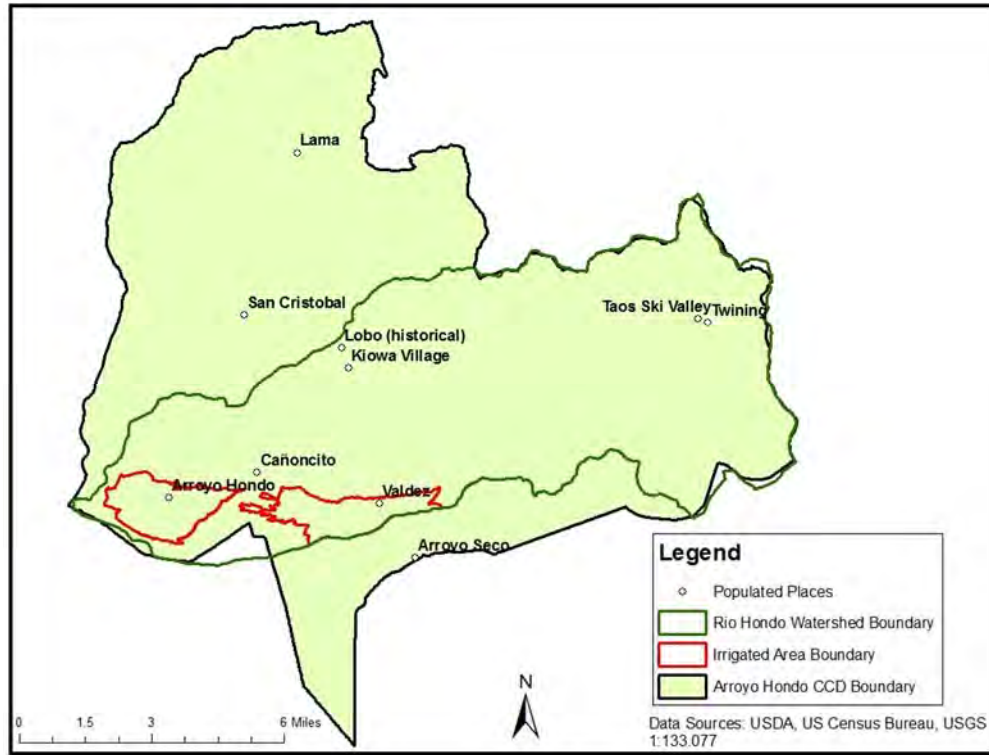 Lama
San Cristobal
Taos Ski Valley
Twining
Lobo (historical)
Kiowa Village
Cañoncito
Arroyo Hondo
Valdez
Arroyo Seco
Legend
Populated Places
Rio Hondo Watershed Boundary
Irrigated Area Boundary
Arroyo Hondo CCD Boundary
N
0 1.5 3 6 Miles
Data Sources: USDA, US Census Bureau, USGS
1:133.077